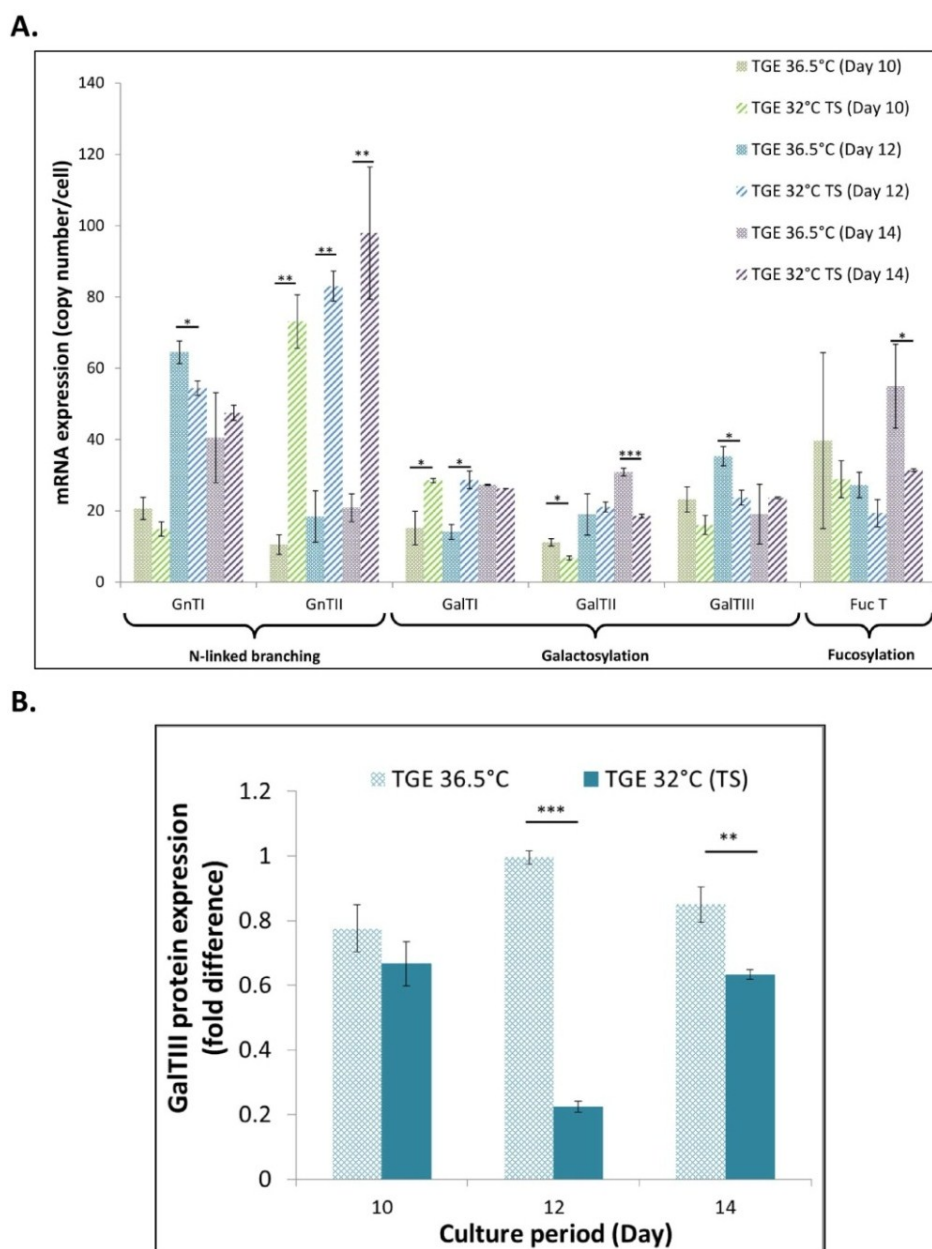 A.
TGE 36.5°C (Day 10)
TGE 32°C TS (Day 10)
TGE 36.5°C (Day 12)
TGE 32°C TS (Day 12)
TGE 36.5°C (Day 14)
TGE 32°C TS (Day 14)
mRNA expression (copy number/cell)
140
120
100
80
60
40
20
0
*
**
**
**
*
*
*
***
*
*
GnTI GnTII GalTI GalTII GalTIII Fuc T
N-linked branching Galactosylation Fucosylation
B.
TGE 36.5°C TGE 32°C (TS)
GalTIII protein expression
(fold difference)
1.2
1
0.8
0.6
0.4
0.2
0
***
**
10 12 14
Culture period (Day)